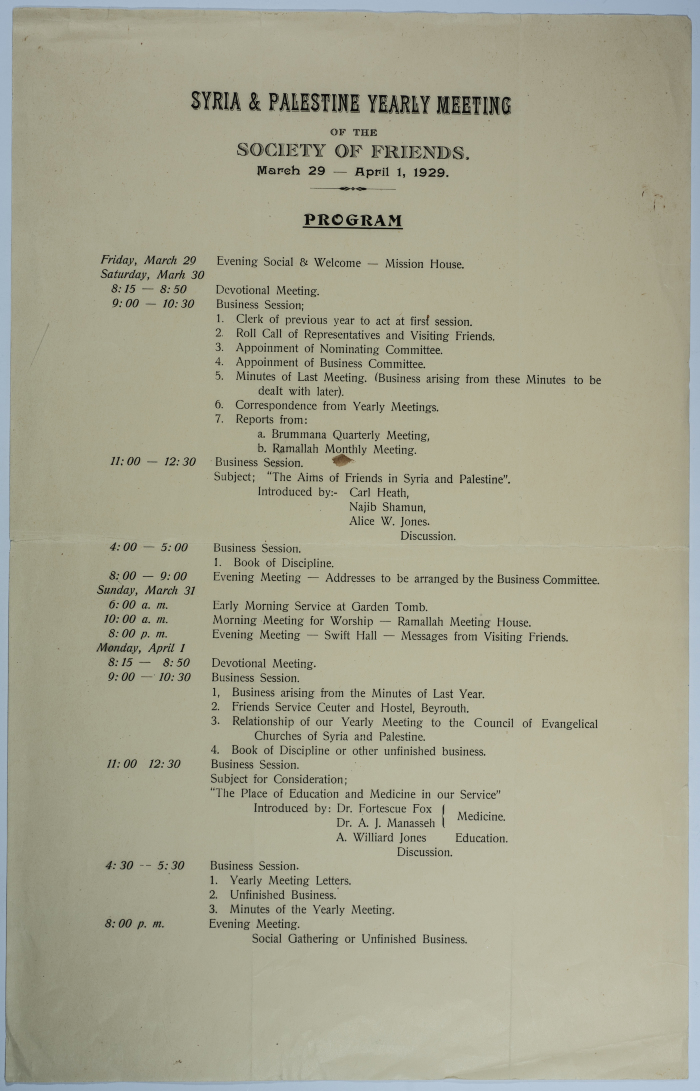 SYRIA & PALESTINE YEARLY MEETING
OF THE
SOCIETY OF FRIENDS.
March 29 — April 1, 1929.
PROGRAM
Friday, March 29 Evening Social & Welcome — Mission House.
Saturday, Marh 30
8:15 — 8:50 Devotional Meeting.
9:00 — 10:30 Business Session;
1. Clerk of previous year to act at first session.
2. Roll Call of Representatives and Visiting Friends.
3. Appoinment of Nominating Committee.
4. Appoinment of Business Committee.
5. Minutes of Last Meeting. (Business arising from these Minutes to be
dealt with later).
6. Correspondence from Yearly Meetings.
7. Reports from:
a. Brummana Quarterly Meeting,
b. Ramallah Monthly Meeting.
11:00 — 12:30 Business Session.
Subject; "The Aims of Friends in Syria and Palestine".
Introduced by:- Carl Heath,
Najib Shamun,
Alice W. Jones.
Discussion.
4:00 — 5:00 Business Session.
1. Book of Discipline.
8:00 — 9:00 Evening Meeting — Addresses to be arranged by the Business Committee.
Sunday, March 31
6:00 a. m. Early Morning Service at Garden Tomb.
10:00 a. m. Morning Meeting for Worship — Ramallah Meeting House.
8:00 p. m. Evening Meeting — Swift Hall — Messages from Visiting Friends.
Monday, April 1
8:15 — 8:50 Devotional Meeting.
9:00 — 10:30 Business Session.
1, Business arising from the Minutes of Last Year.
2. Friends Service Ceuter and Hostel, Beyrouth.
3. Relationship of our Yearly Meeting to the Council of Evangelical
Churches of Syria and Palestine.
4. Book of Discipline or other unfinished business.
11:00 12:30 Business Session.
Subject for Consideration;
"The Place of Education and Medicine in our Service"
Introduced by: Dr. Fortescue Fox
Dr. A. J. Manasseh Medicine.
A. Williard Jones Education.
Discussion.
4:30 -- 5:30 Business Session.
1. Yearly Meeting Letters.
2. Unfinished Business.
3. Minutes of the Yearly Meeting.
8:00 p. m. Evening Meeting.
Social Gathering or Unfinished Business.